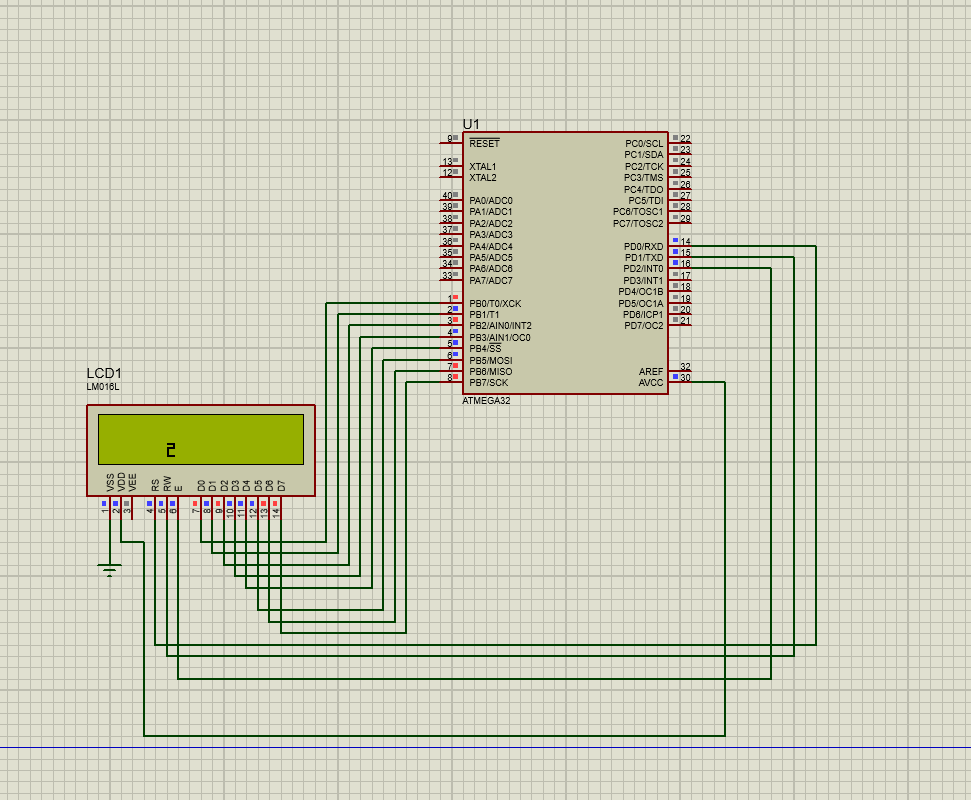 U1
9 RESET
13 XTAL1
12 XTAL2
40 PA0/ADC0
39 PA1/ADC1
38 PA2/ADC2
37 PA3/ADC3
36 PA4/ADC4
35 PA5/ADC5
34 PA6/ADC6
33 PA7/ADC7
1 PB0/T0/XCK
2 PB1/T1
3 PB2/AIN0/INT2
4 PB3/AIN1/OC0
5 PB4/SS
6 PB5/MOSI
7 PB6/MISO
8 PB7/SCK
PC0/SCL 22
PC1/SDA 23
PC2/TCK 24
PC3/TMS 25
PC4/TDO 26
PC5/TDI 27
PC6/TOSC1 28
PC7/TOSC2 29
PD0/RXD 14
PD1/TXD 15
PD2/INT0 16
PD3/INT1 17
PD4/OC1B 18
PD5/OC1A 19
PD6/ICP1 20
PD7/OC2 21
AREF 32
AVCC 30
ATMEGA32
LCD1
LM016L
2
VSS VDD VEE RS RW E D0 D1 D2 D3 D4 D5 D6 D7
1 2 3 4 5 6 7 8 9 10 11 12 13 14